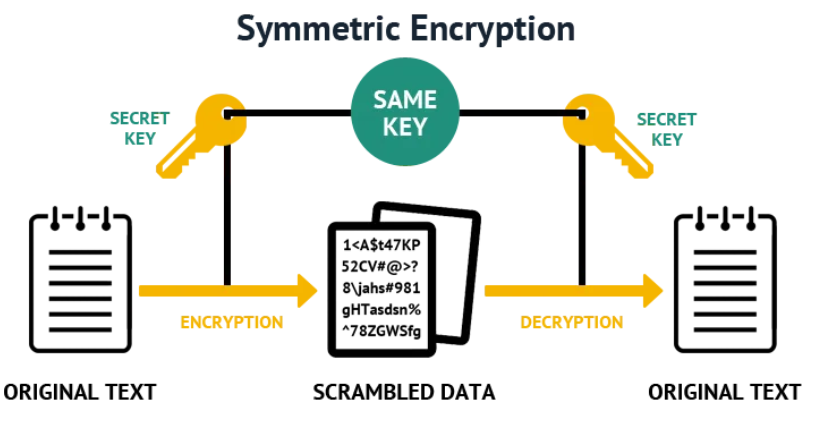 Symmetric Encryption
SECRET
KEY
SAME
KEY
SECRET
KEY
1<A$t47KP
52CV#@>?
8\jahs#981
gHTasdsn%
^78ZGWSfg
ENCRYPTION
DECRYPTION
ORIGINAL TEXT
SCRAMBLED DATA
ORIGINAL TEXT